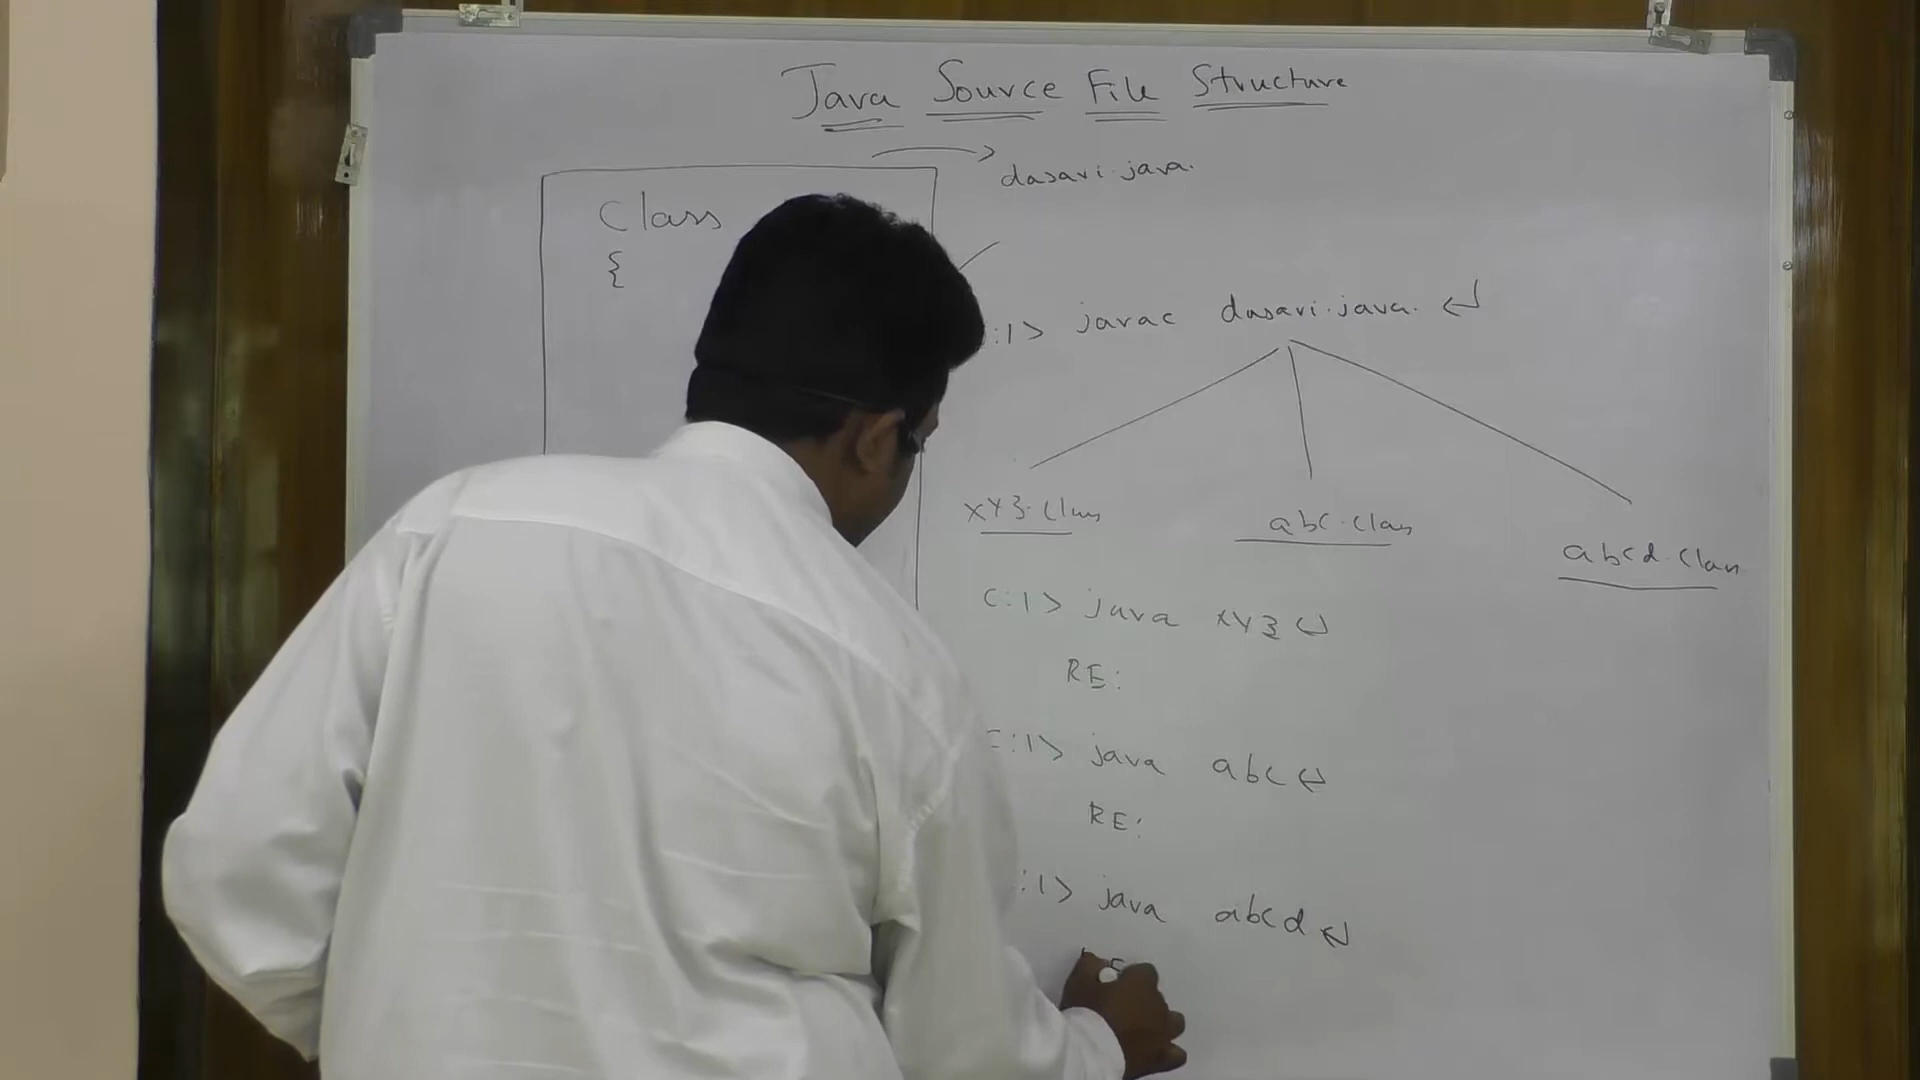 Java Source File Structure
dasari.java.
Class
{
:\> javac dasari.java. ↵
xyz.class
abc.class
abcd.class
C:\> java xyz ↵
RE:
C:\> java abc ↵
RE:
:\> java abcd ↵